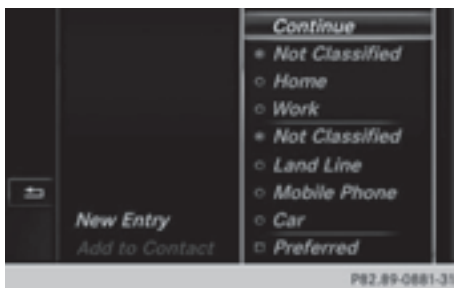 Continue
Not Classified
Home
Work
Not Classified
Land Line
Mobile Phone
New Entry
Car
Add to Contact
Preferred
P82.89-0881-31